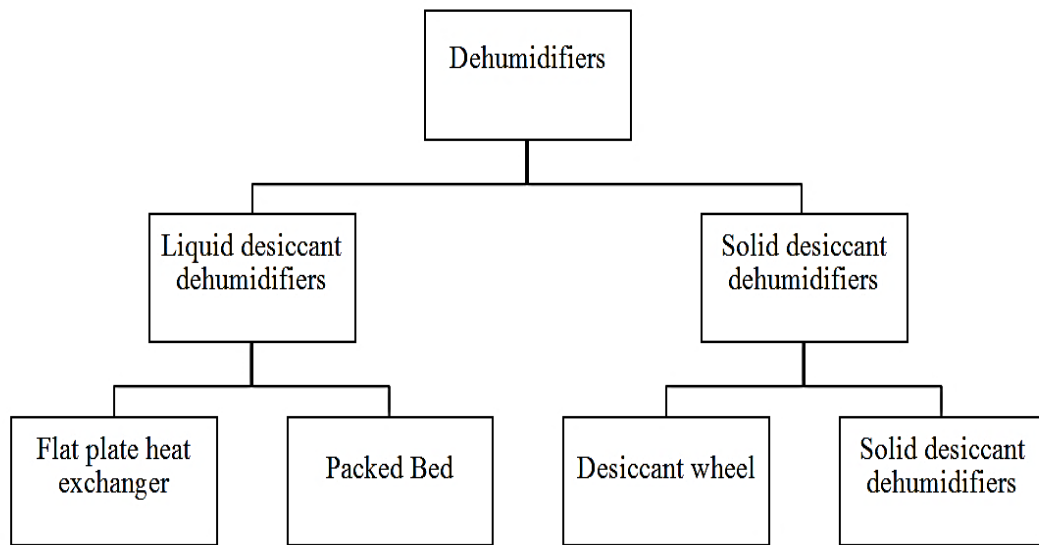 Dehumidifiers
Liquid desiccant
dehumidifiers
Solid desiccant
dehumidifiers
Flat plate heat
exchanger
Packed Bed
Desiccant wheel
Solid desiccant
dehumidifiers